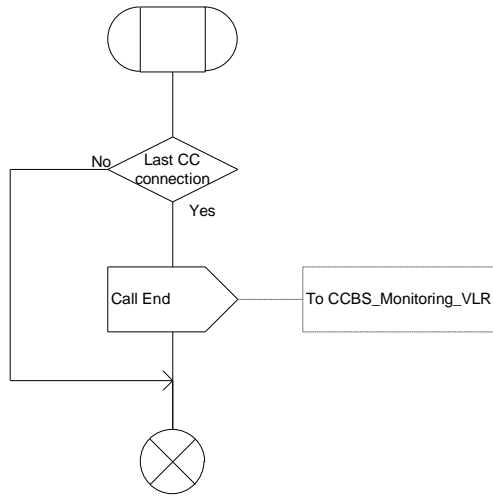 No
Last CC
connection
Yes
Call End
To CCBS_Monitoring_VLR